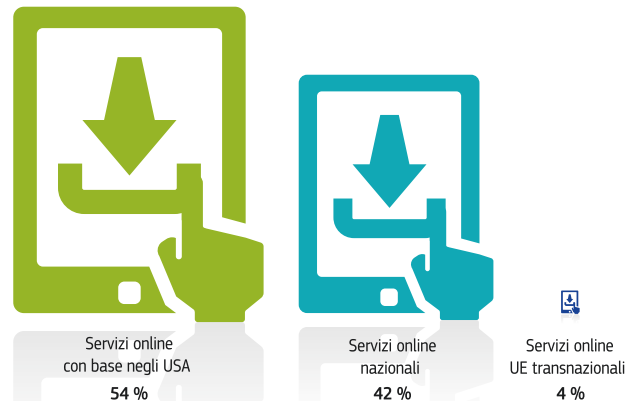 Servizi online
con base negli USA
54 %
Servizi online
nazionali
42 %
Servizi online
UE transnazionali
4 %